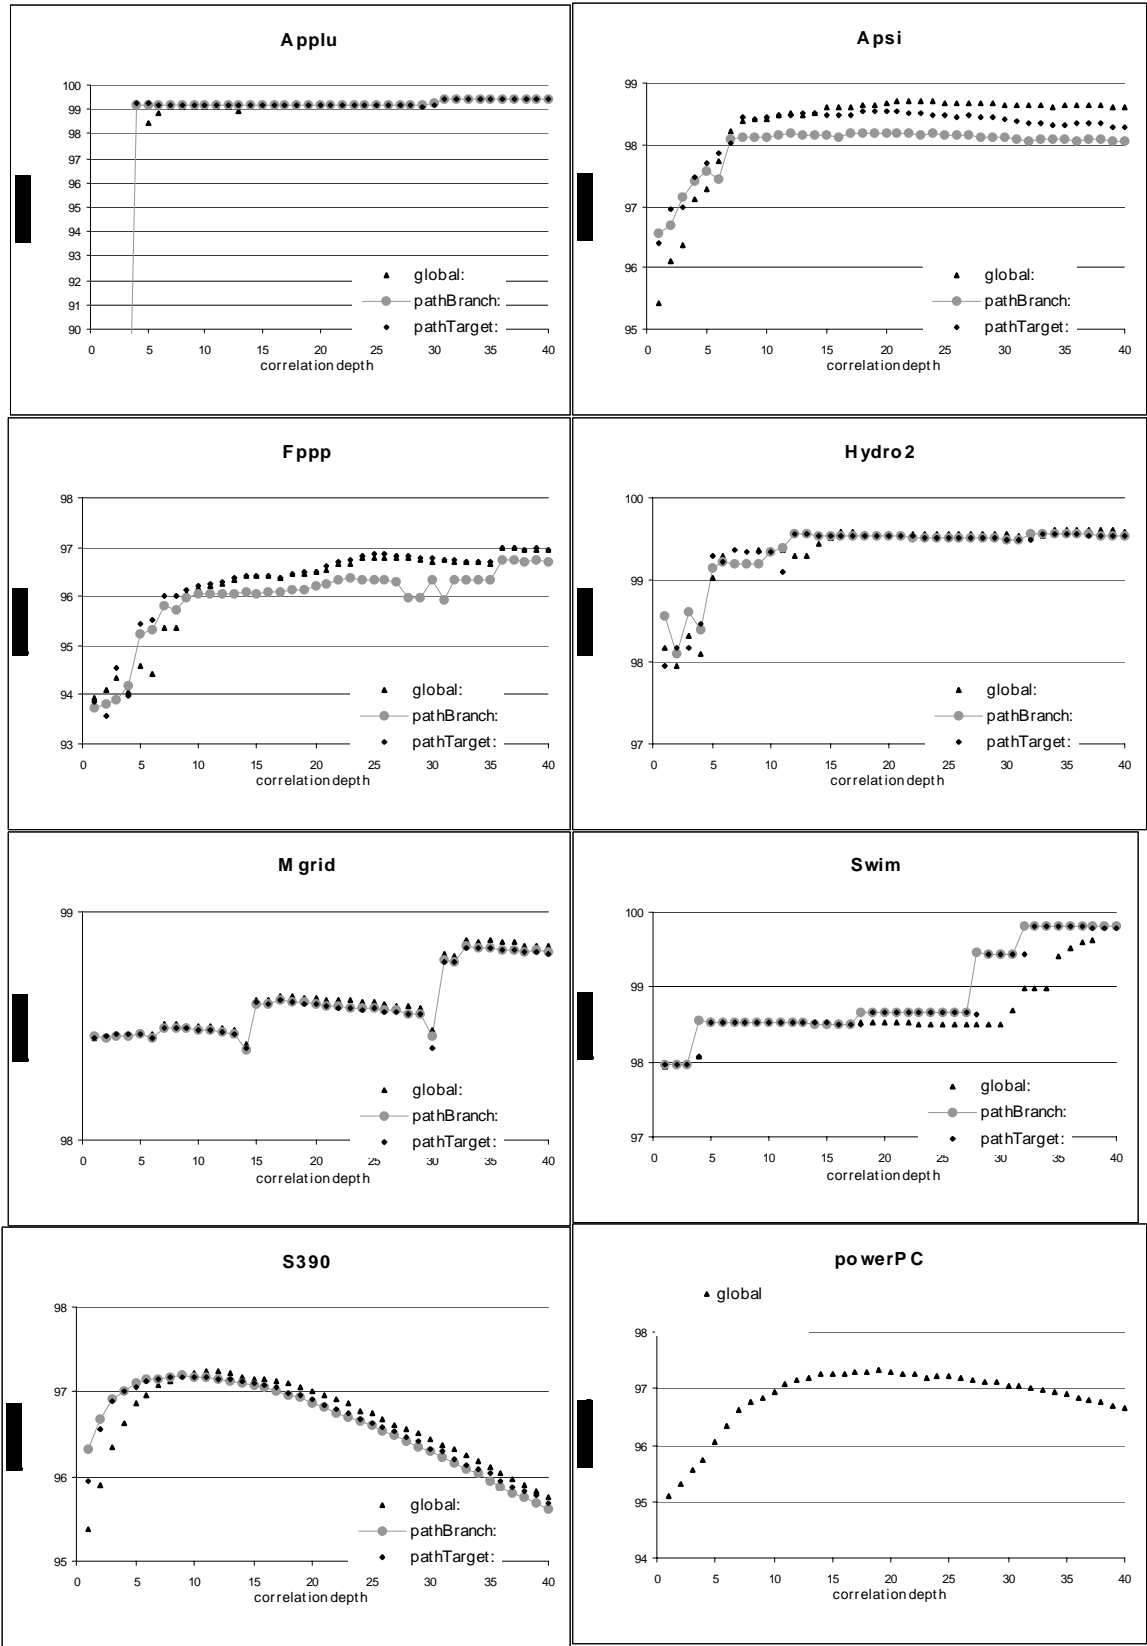 Applu
100
99
98
97
96
95
94
93
92
91
90
global:
pathBranch:
pathTarget:
0 5 10 15 20 25 30 35 40
correlation depth
Apsi
99
98
97
96
95
global:
pathBranch:
pathTarget:
0 5 10 15 20 25 30 35 40
correlation depth
Fppp
98
97
96
95
94
93
global:
pathBranch:
pathTarget:
0 5 10 15 20 25 30 35 40
correlation depth
Hydro2
100
99
98
97
global:
pathBranch:
pathTarget:
0 5 10 15 20 25 30 35 40
correlation depth
Mgrid
99
98
global:
pathBranch:
pathTarget:
0 5 10 15 20 25 30 35 40
correlation depth
Swim
100
99
98
97
global:
pathBranch:
pathTarget:
0 5 10 15 20 25 30 35 40
correlation depth
S390
98
97
96
95
global:
pathBranch:
pathTarget:
0 5 10 15 20 25 30 35 40
correlation depth
powerPC
global
98
97
96
95
94
0 5 10 15 20 25 30 35 40
correlation depth